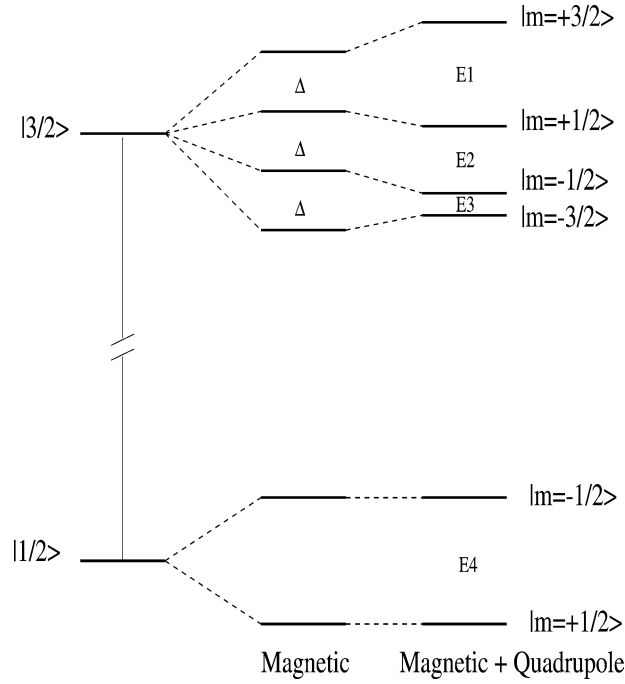 |m=+3/2>
E1
Δ
|3/2>
|m=+1/2>
Δ
E2
|m=-1/2>
Δ
E3
|m=-3/2>
|m=-1/2>
|1/2>
E4
|m=+1/2>
Magnetic
Magnetic + Quadrupole